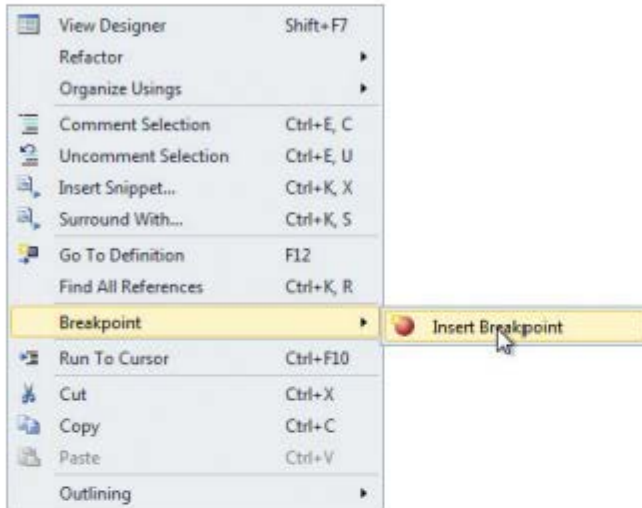 View Designer Shift+F7
Refactor
Organize Usings
Comment Selection Ctrl+E, C
Uncomment Selection Ctrl+E, U
Insert Snippet... Ctrl+K, X
Surround With... Ctrl+K, S
Go To Definition F12
Find All References Ctrl+K, R
Breakpoint Insert Breakpoint
Run To Cursor Ctrl+F10
Cut Ctrl+X
Copy Ctrl+C
Paste Ctrl+V
Outlining